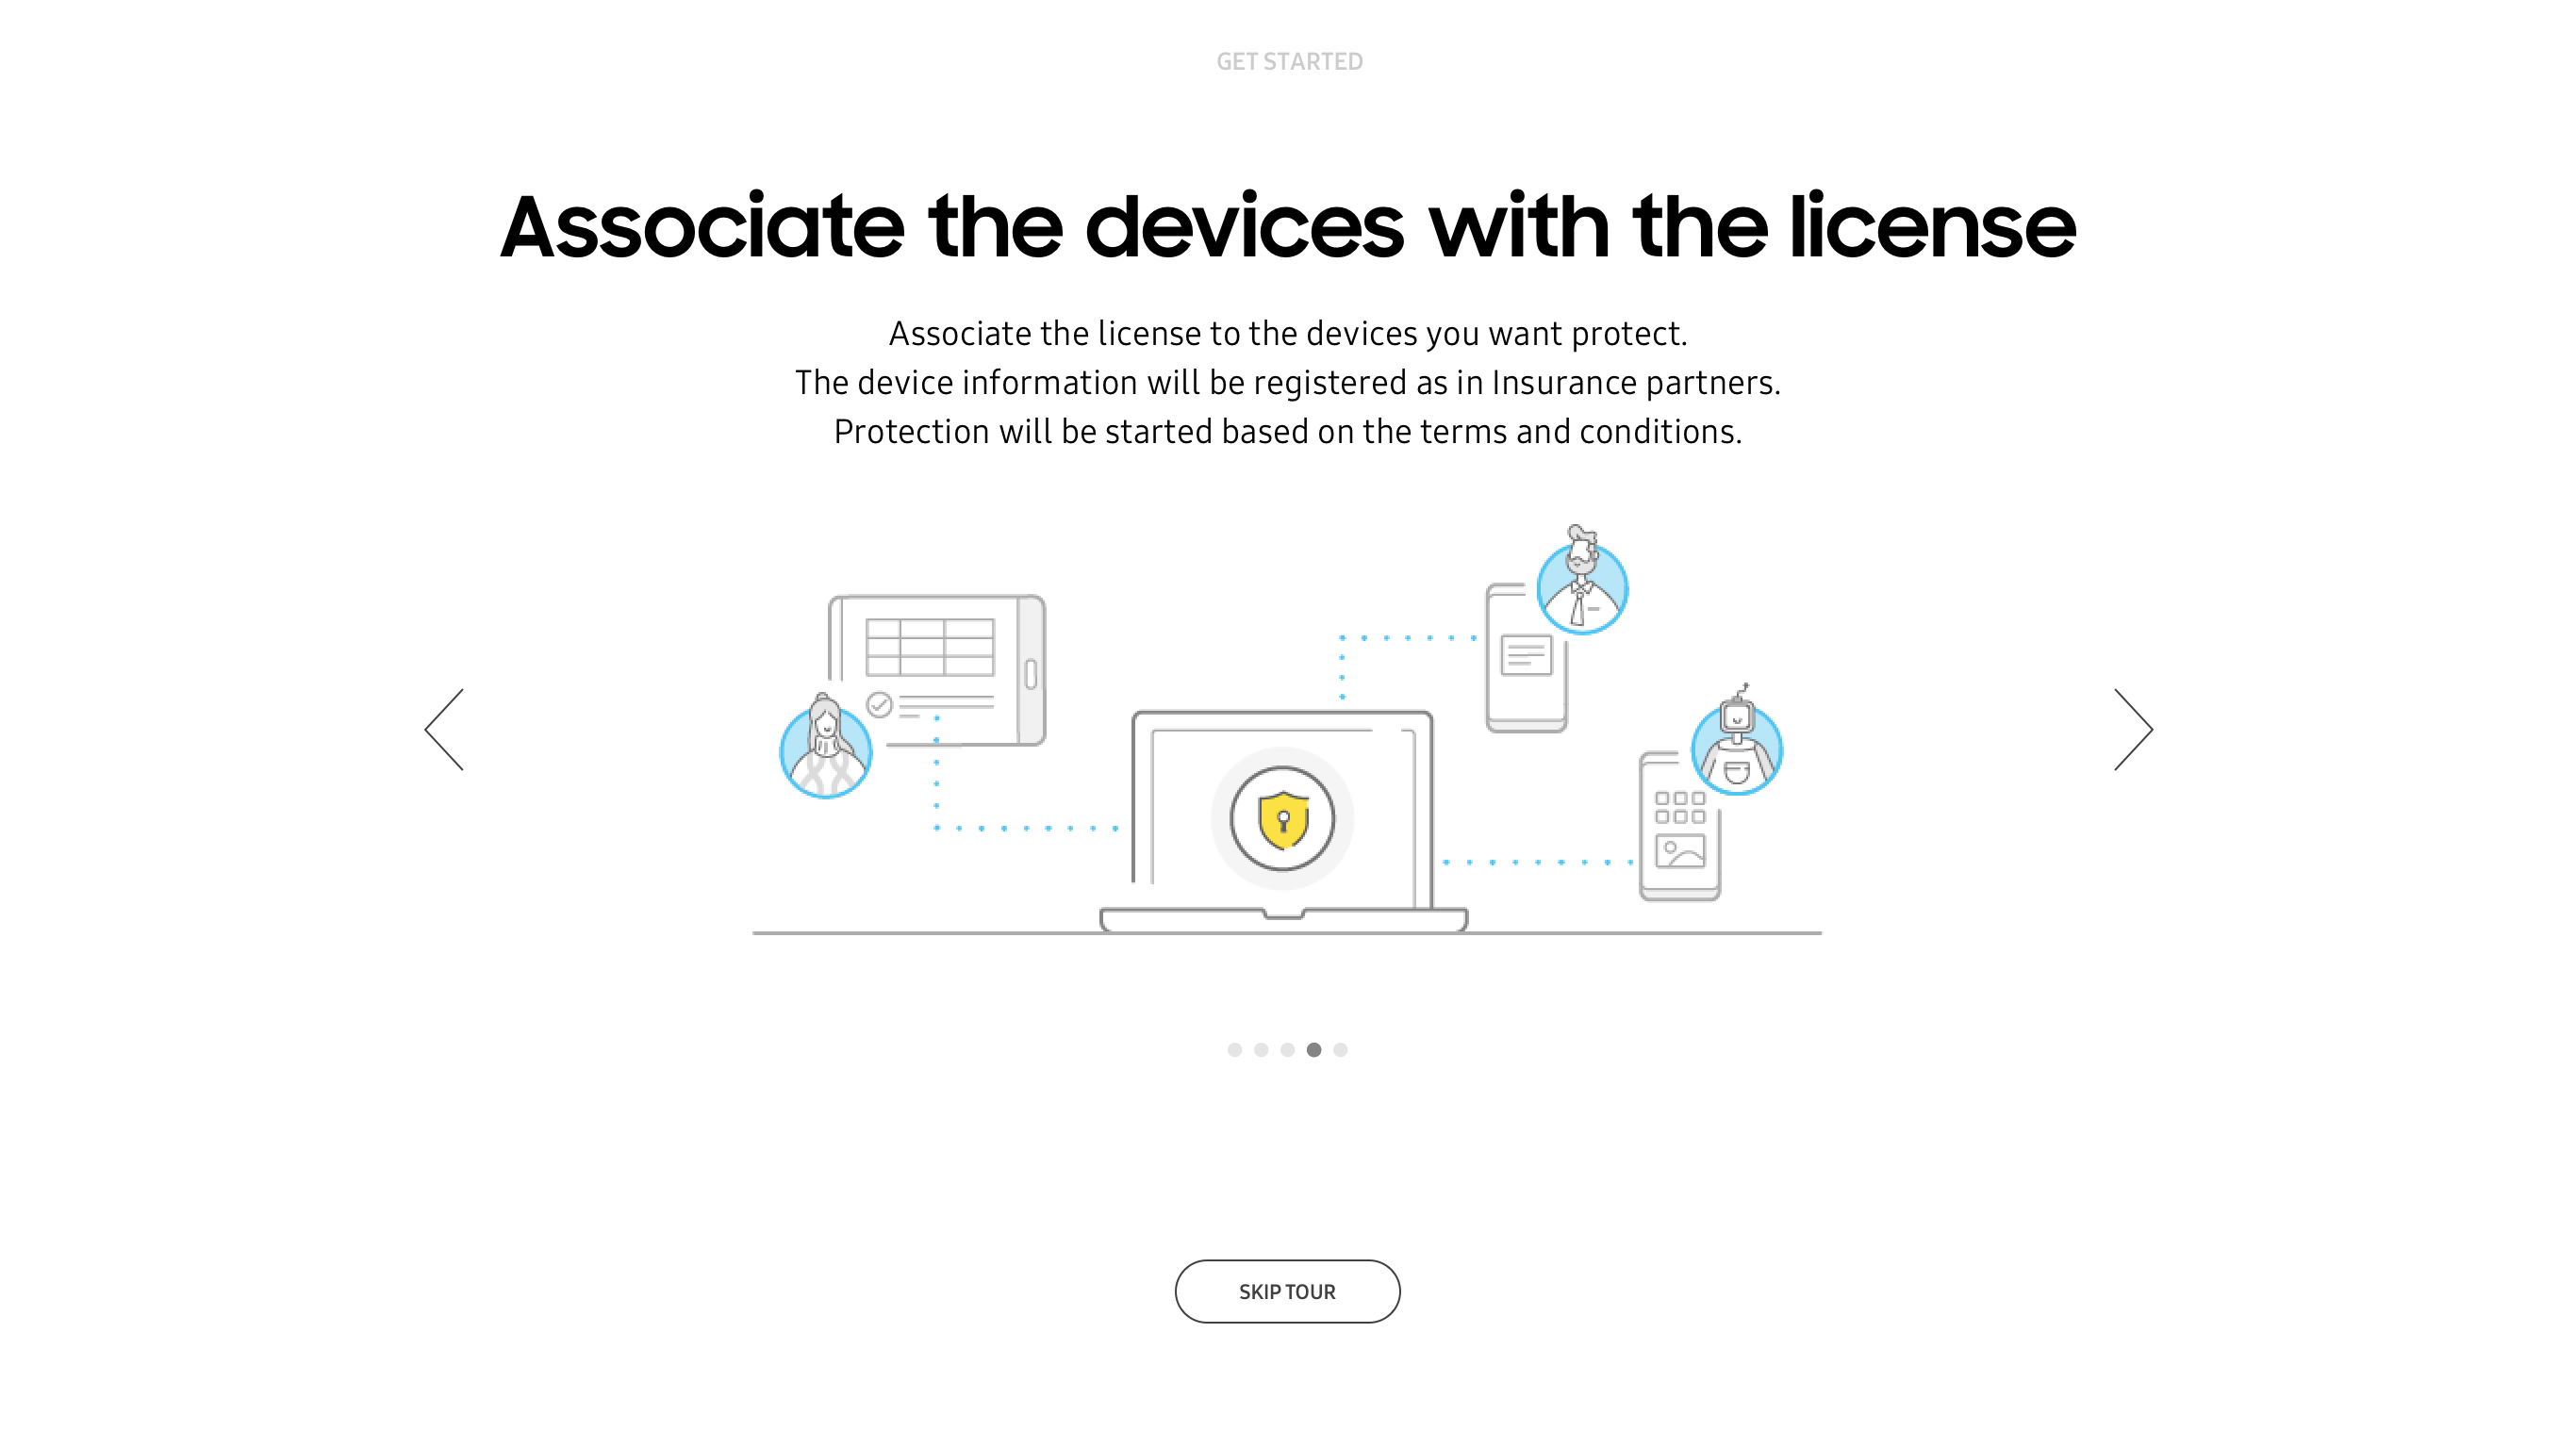 GET STARTED
Associate the devices with the license
Associate the license to the devices you want protect.
The device information will be registered as in Insurance partners.
Protection will be started based on the terms and conditions.
SKIP TOUR